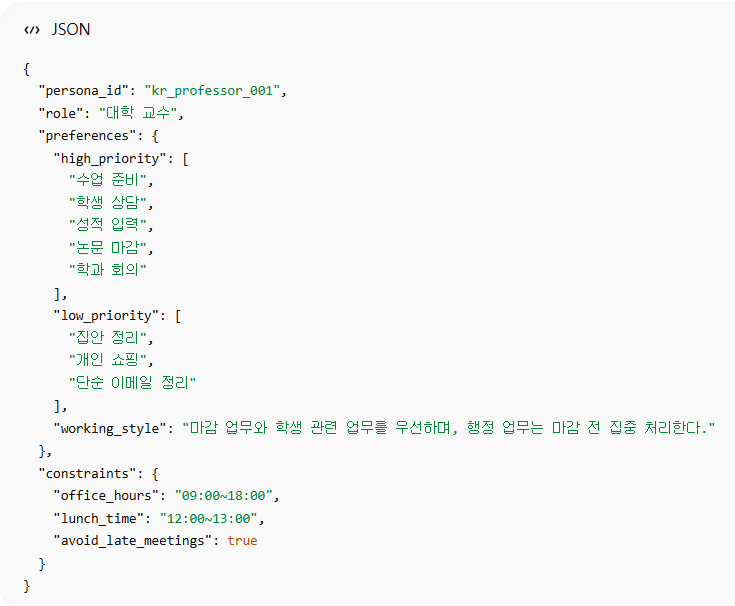 </> JSON
{
"persona_id": "kr_professor_001",
"role": "대학 교수",
"preferences": {
"high_priority": [
"수업 준비",
"학생 상담",
"성적 입력",
"논문 마감",
"학과 회의"
],
"low_priority": [
"집안 정리",
"개인 쇼핑",
"단순 이메일 정리"
],
"working_style": "마감 업무와 학생 관련 업무를 우선하며, 행정 업무는 마감 전 집중 처리한다."
},
"constraints": {
"office_hours": "09:00~18:00",
"lunch_time": "12:00~13:00",
"avoid_late_meetings": true
}
}